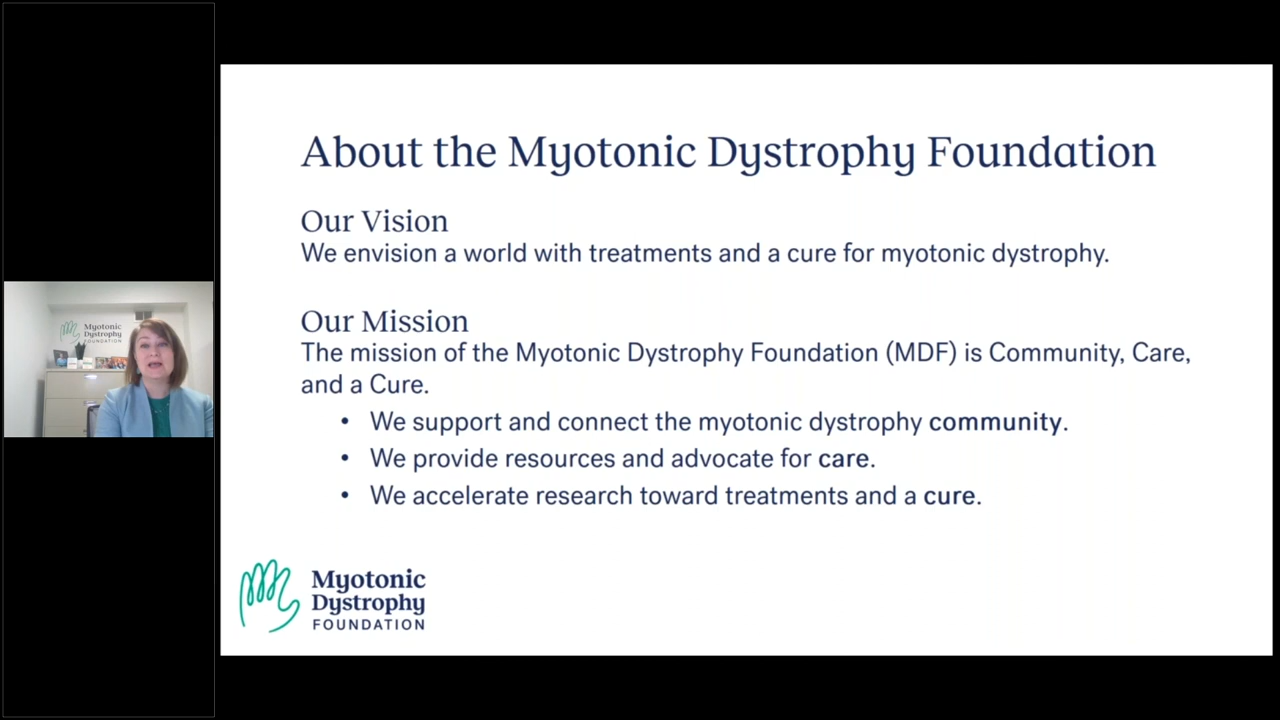 About the Myotonic Dystrophy Foundation
Our Vision
We envision a world with treatments and a cure for myotonic dystrophy.
Our Mission
The mission of the Myotonic Dystrophy Foundation (MDF) is Community, Care,
and a Cure.
• We support and connect the myotonic dystrophy community.
• We provide resources and advocate for care.
• We accelerate research toward treatments and a cure.
Myotonic
Dystrophy
FOUNDATION
Myotonic
Dystrophy
FOUNDATION